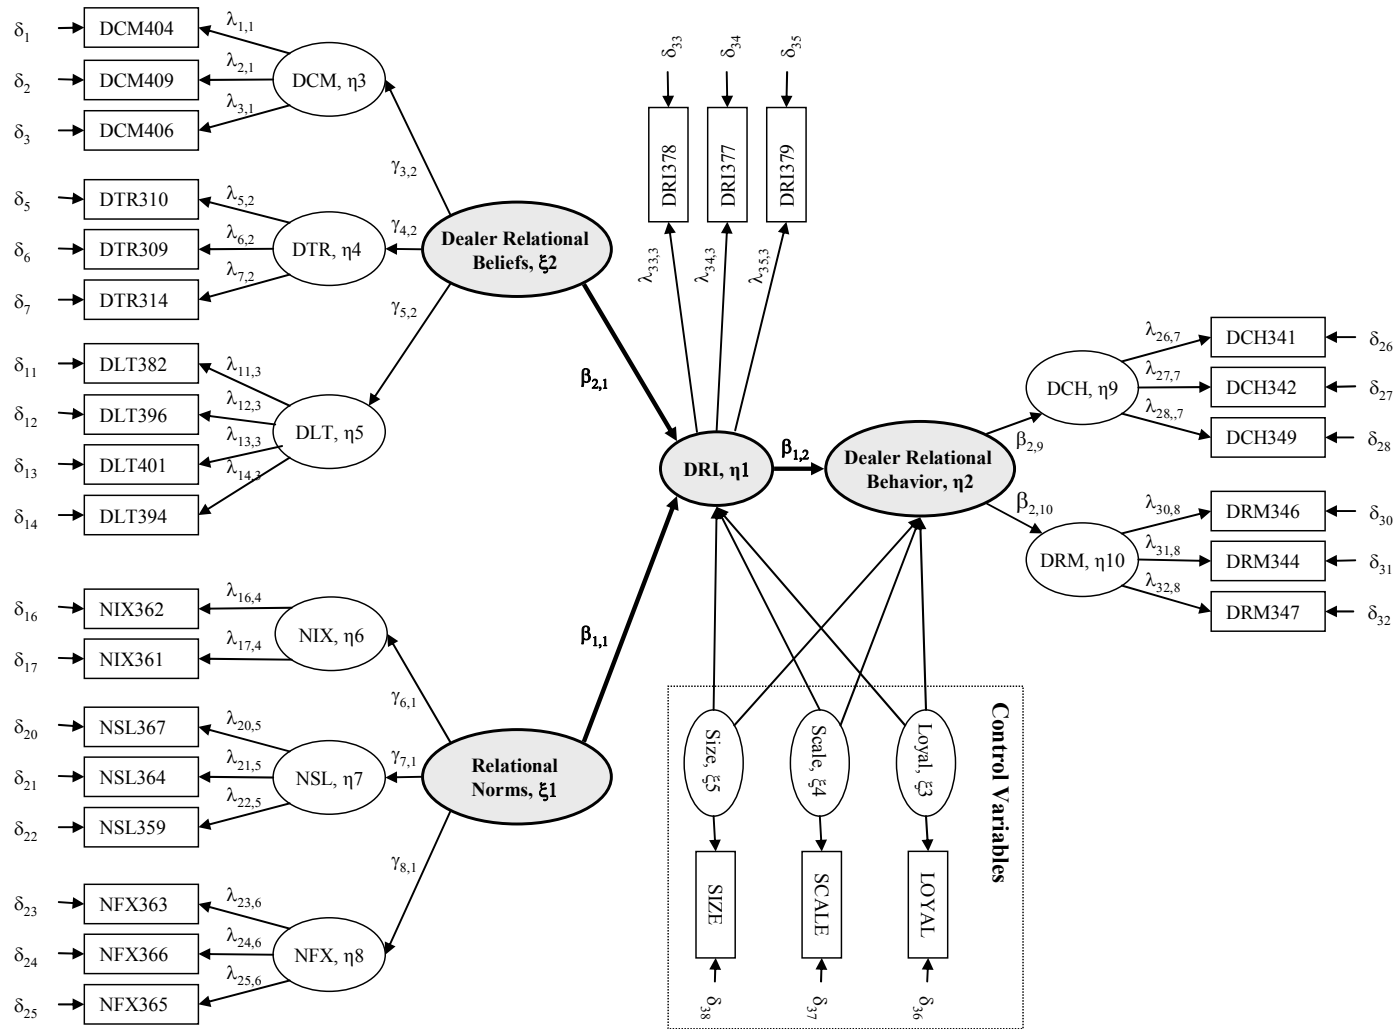 δ1
DCM404
λ1,1
δ2
DCM409
λ2,1
DCM, η3
δ3
DCM406
λ3,1
γ3,2
δ5
DTR310
λ5,2
δ6
DTR309
λ6,2
DTR, η4
γ4,2
δ7
DTR314
λ7,2
γ5,2
Dealer Relational
Beliefs, ξ2
δ11
DLT382
λ11,3
δ12
DLT396
λ12,3
DLT, η5
δ13
DLT401
λ13,3
δ14
DLT394
λ14,3
δ16
NIX362
λ16,4
NIX, η6
δ17
NIX361
λ17,4
γ6,1
δ20
NSL367
λ20,5
δ21
NSL364
λ21,5
NSL, η7
γ7,1
δ22
NSL359
λ22,5
γ8,1
Relational
Norms, ξ1
δ23
NFX363
λ23,6
δ24
NFX366
λ24,6
NFX, η8
δ25
NFX365
λ25,6
δ33
δ34
δ35
DRI378
DRI377
DRI379
λ33,3
λ34,3
λ35,3
β2,1
β1,1
DRI, η1
β1,2
Dealer Relational
Behavior, η2
β2,9
β2,10
DCH, η9
λ26,7
DCH341
δ26
λ27,7
DCH342
δ27
λ28,,7
DCH349
δ28
DRM, η10
λ30,8
DRM346
δ30
λ31,8
DRM344
δ31
λ32,8
DRM347
δ32
Control Variables
Size, ξ5
Scale, ξ4
Loyal, ξ3
SIZE
SCALE
LOYAL
δ38
δ37
δ36